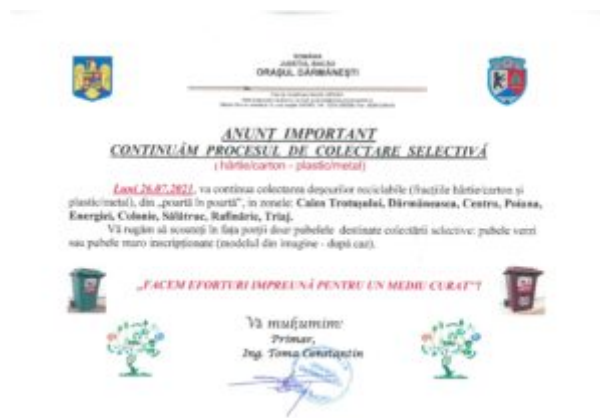 ROMÂNIA
JUDEȚUL BACĂU
ORAȘUL DĂRMĂNEȘTI
ANUNT IMPORTANT
CONTINUĂM PROCESUL DE COLECTARE SELECTIVĂ
( hârtie/carton - plastic/metal)
Luni 26.07.2021, va continua colectarea deșeurilor reciclabile (fracțiile hârtie/carton și
plastic/metal), din „poartă în poartă", in zonele: Calea Trotușului, Dărmăneasca, Centru, Poiana,
Energiei, Colonie, Sălătruc, Rafinărie, Triaj.
Vă rugăm să scoateți în fața porții doar pubelele destinate colectării selective: pubele verzi
sau pubele maro inscripționate (modelul din imagine - după caz).
„FACEM EFORTURI IMPREUNĂ PENTRU UN MEDIU CURAT"!
Vă mulțumim!
Primar,
Ing. Toma Constantin